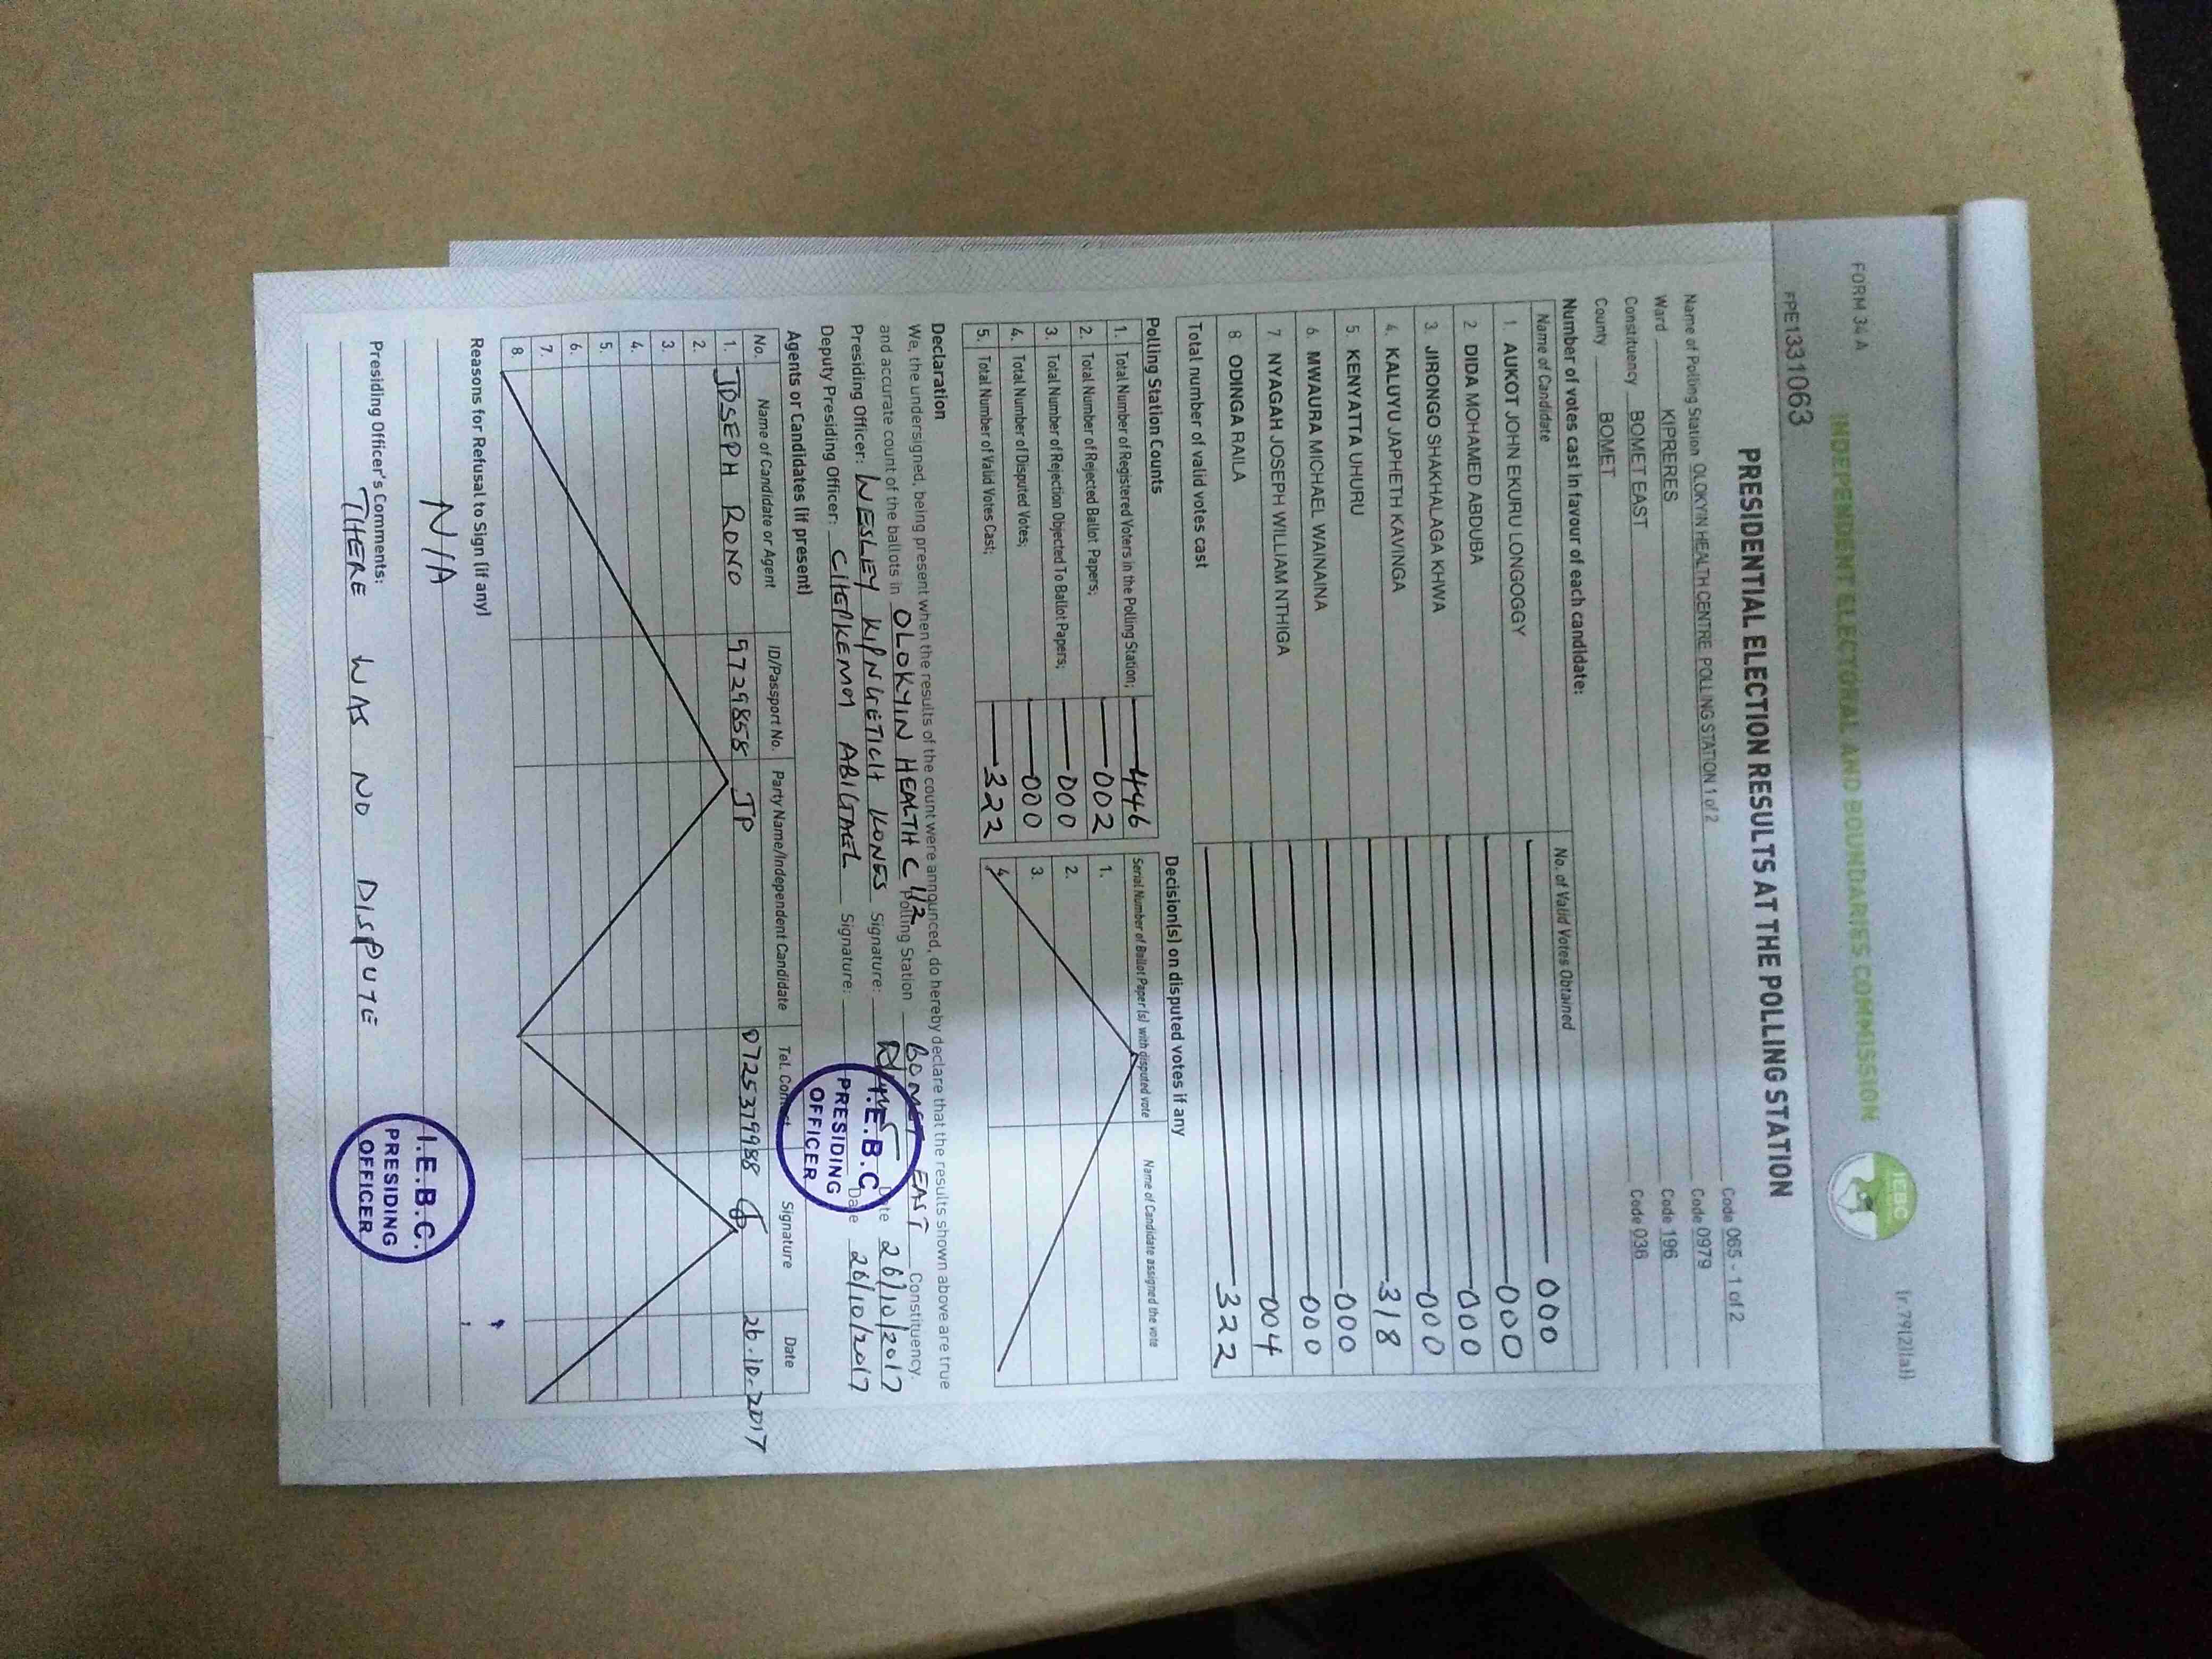 FORM 34 A
(r.79(2)(a))
INDEPENDENT ELECTORAL AND BOUNDARIES COMMISSION
IEBC
FPE1331063
PRESIDENTIAL ELECTION RESULTS AT THE POLLING STATION
Name of Polling Station OLOKYIN HEALTH CENTRE POLLING STATION 1 of 2 Code 065 - 1 of 2
Ward KIPRERES Code 0979
Constituency BOMET EAST Code 196
County BOMET Code 036
Number of votes cast in favour of each candidate:
Name of Candidate No. of Valid Votes Obtained
1. AUKOT JOHN EKURU LONGOGGY 000
2 DIDA MOHAMED ABDUBA 000
3. JIRONGO SHAKHALAGA KHWA 000
4. KALUYU JAPHETH KAVINGA 000
5. KENYATTA UHURU 318
6. MWAURA MICHAEL WAINAINA 000
7 NYAGAH JOSEPH WILLIAM NTHIGA 000
8 ODINGA RAILA 004
Total number of valid votes cast 322
Polling Station Counts
1. Total Number of Registered Voters in the Polling Station; 446
2. Total Number of Rejected Ballot Papers; 002
3. Total Number of Rejection Objected To Ballot Papers; 000
4. Total Number of Disputed Votes; 000
5. Total Number of Valid Votes Cast; 322
Decision(s) on disputed votes if any
Serial Number of Ballot Paper (s) with disputed vote Name of Candidate assigned the vote
1.
2.
3.
4.
Declaration
We, the undersigned, being present when the results of the count were announced, do hereby declare that the results shown above are true
and accurate count of the ballots in OLOKYIN HEALTH C 1/2 Polling Station BOMET EAST Constituency.
Presiding Officer: WESLEY KIPNGETICH KONES Signature: Date 26/10/2017
Deputy Presiding Officer: CHEPKEMOI ABIGAEL Signature: Date 26/10/2017
I.E.B.C.
PRESIDING
OFFICER
Agents or Candidates (if present)
No. Name of Candidate or Agent ID/Passport No. Party Name/Independent Candidate Tel. Contact Signature Date
1. JOSEPH RONO 9729858 JP 0725379988 26.10.2017
2.
3.
4.
5.
6.
7.
8.
Reasons for Refusal to Sign (if any)
N/A
Presiding Officer's Comments:
THERE WAS NO DISPUTE
I.E.B.C.
PRESIDING
OFFICER